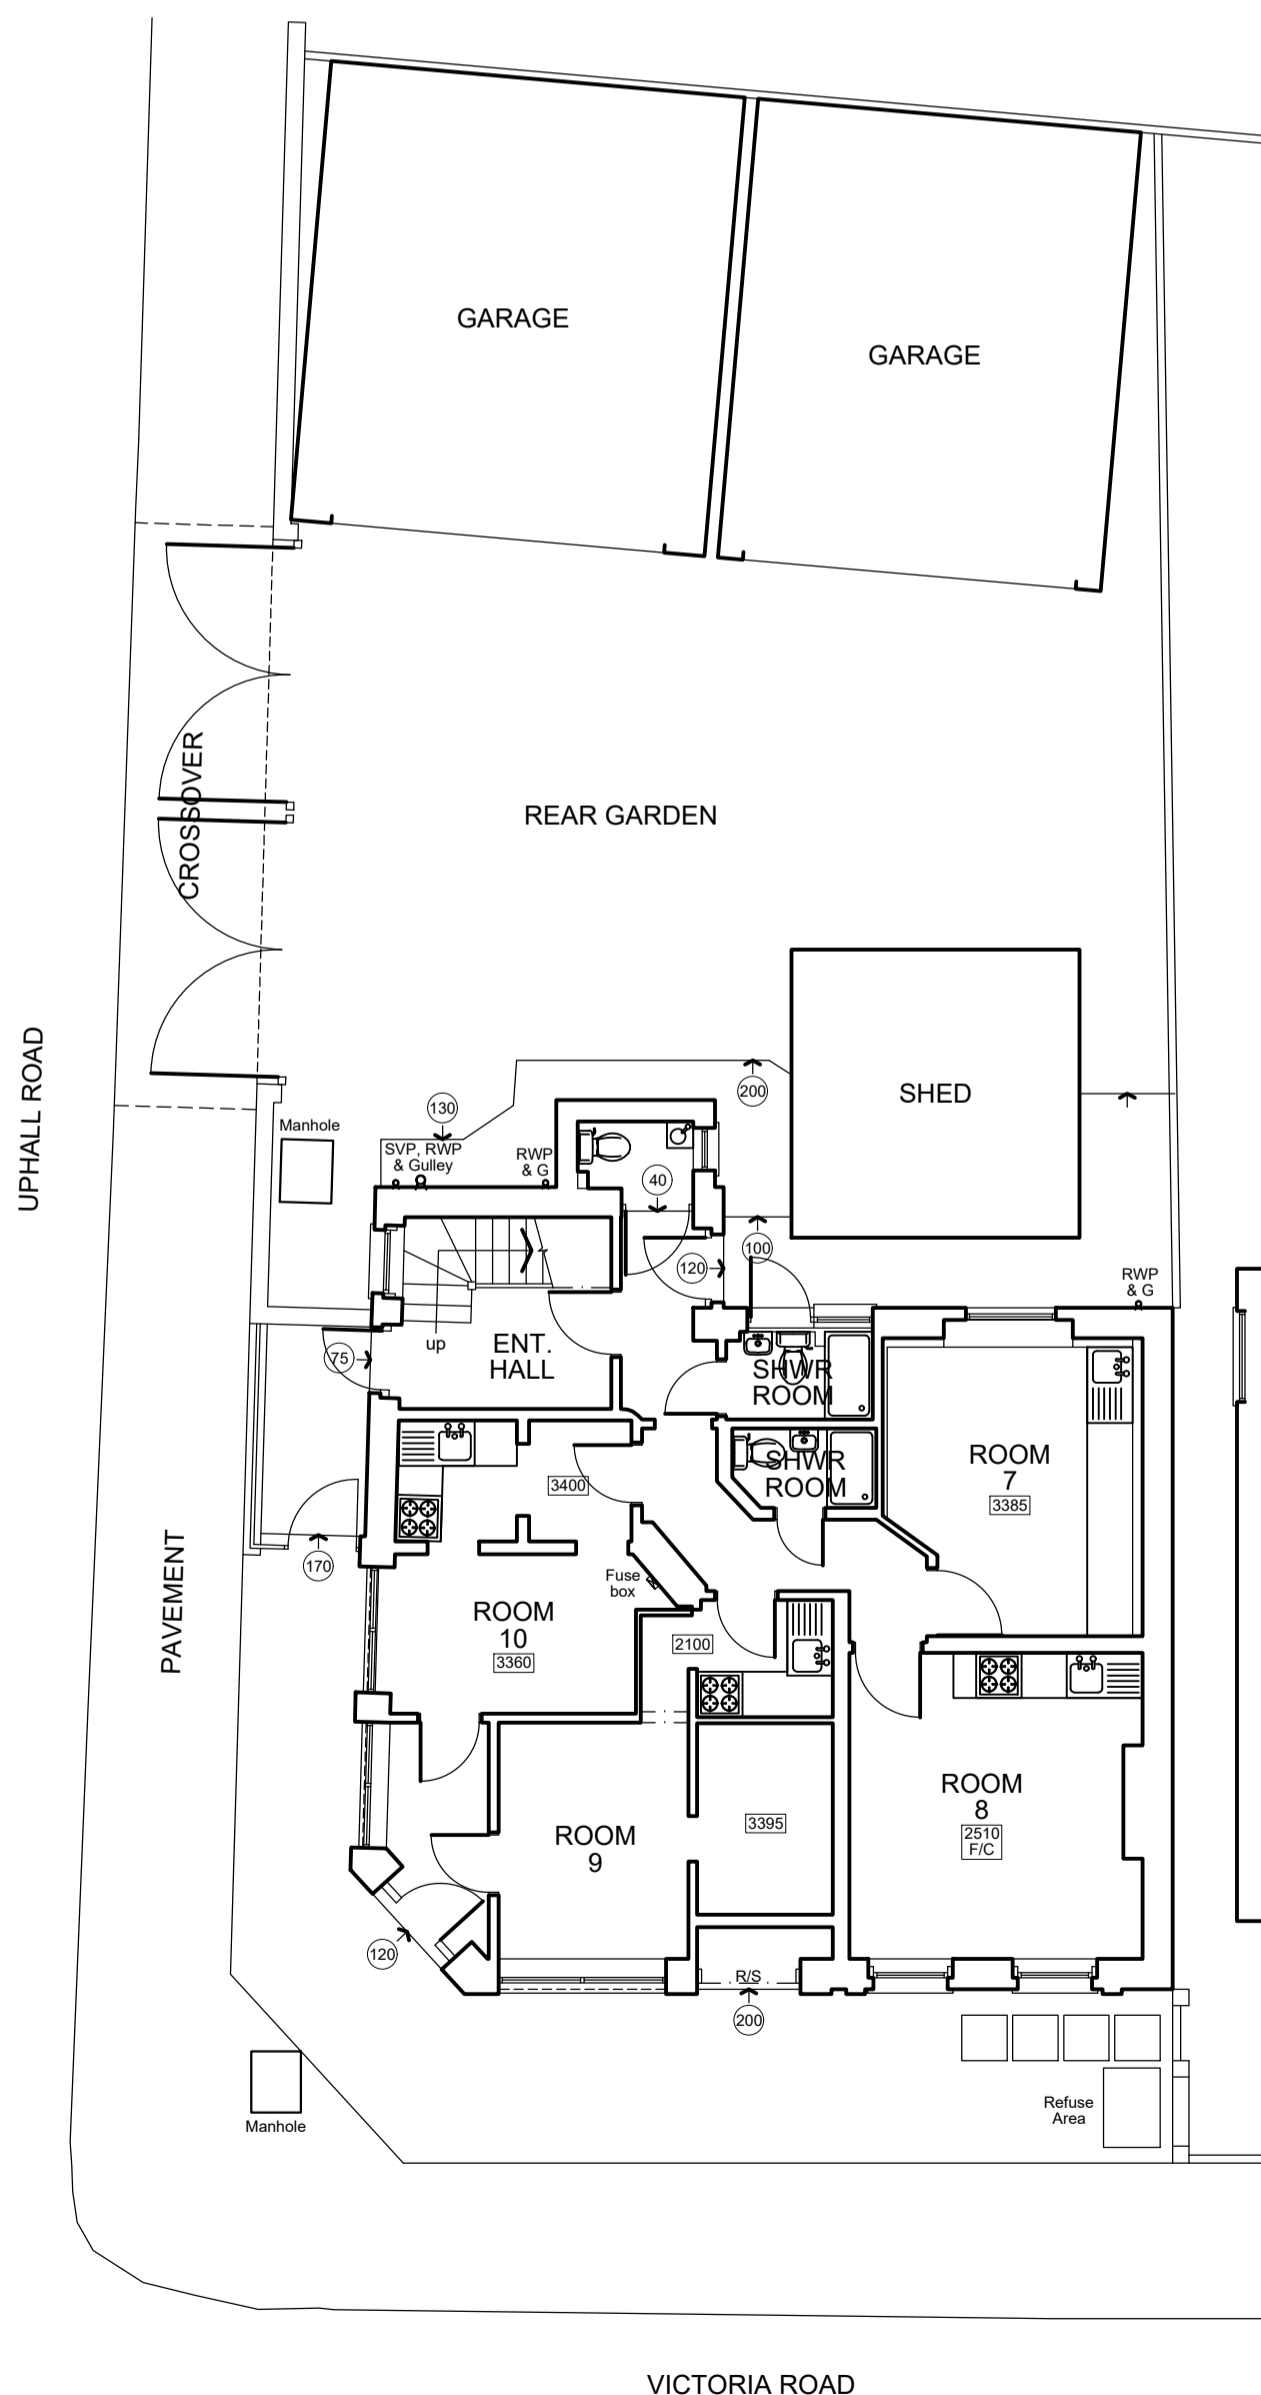 GARAGE
GARAGE
CROSSOVER
REAR GARDEN
UPHALL ROAD
SHED
200
130
Manhole
SVP, RWP
& Gulley
RWP
& G
40
100
120
RWP
& G
up
ENT.
HALL
75
SHWR
ROOM
SHWR
ROOM
ROOM
7
3385
3400
170
PAVEMENT
Fuse
box
ROOM
10
3360
2100
ROOM
8
2510
F/C
3395
ROOM
9
120
R/S
200
Manhole
Refuse
Area
VICTORIA ROAD